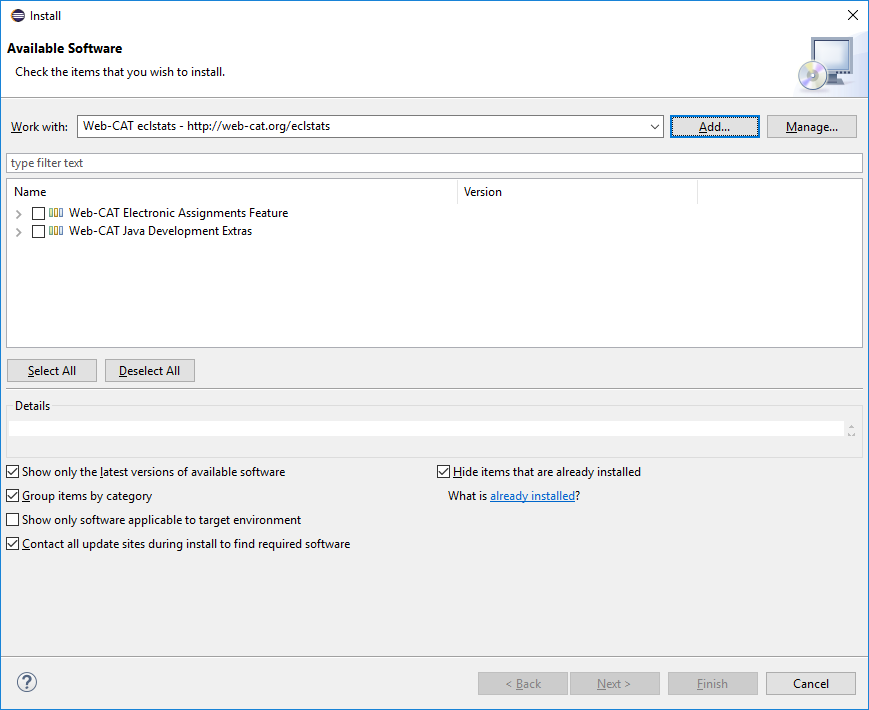 Install
Available Software
Check the items that you wish to install.
Work with: Web-CAT eclstats - http://web-cat.org/eclstats Add... Manage...
type filter text
Name Version
Web-CAT Electronic Assignments Feature
Web-CAT Java Development Extras
Select All Deselect All
Details
Show only the latest versions of available software Hide items that are already installed
Group items by category What is already installed?
Show only software applicable to target environment
Contact all update sites during install to find required software
? < Back Next > Finish Cancel